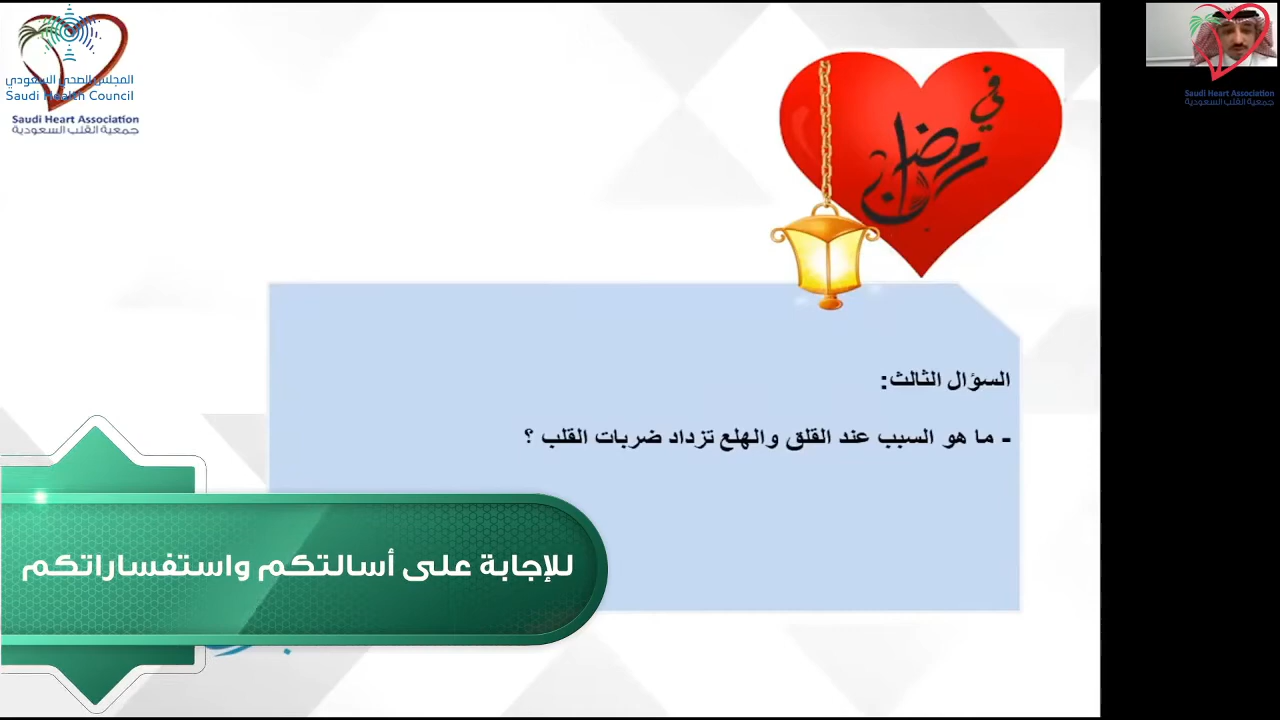 المجلس الصحي السعودي
Saudi Health Council
Saudi Heart Association
جمعية القلب السعودية
Saudi Heart Association
جمعية القلب السعودية
في
رمضان
السؤال الثالث:
- ما هو السبب عند القلق والهلع تزداد ضربات القلب ؟
للإجابة على أسالتكم واستفساراتكم